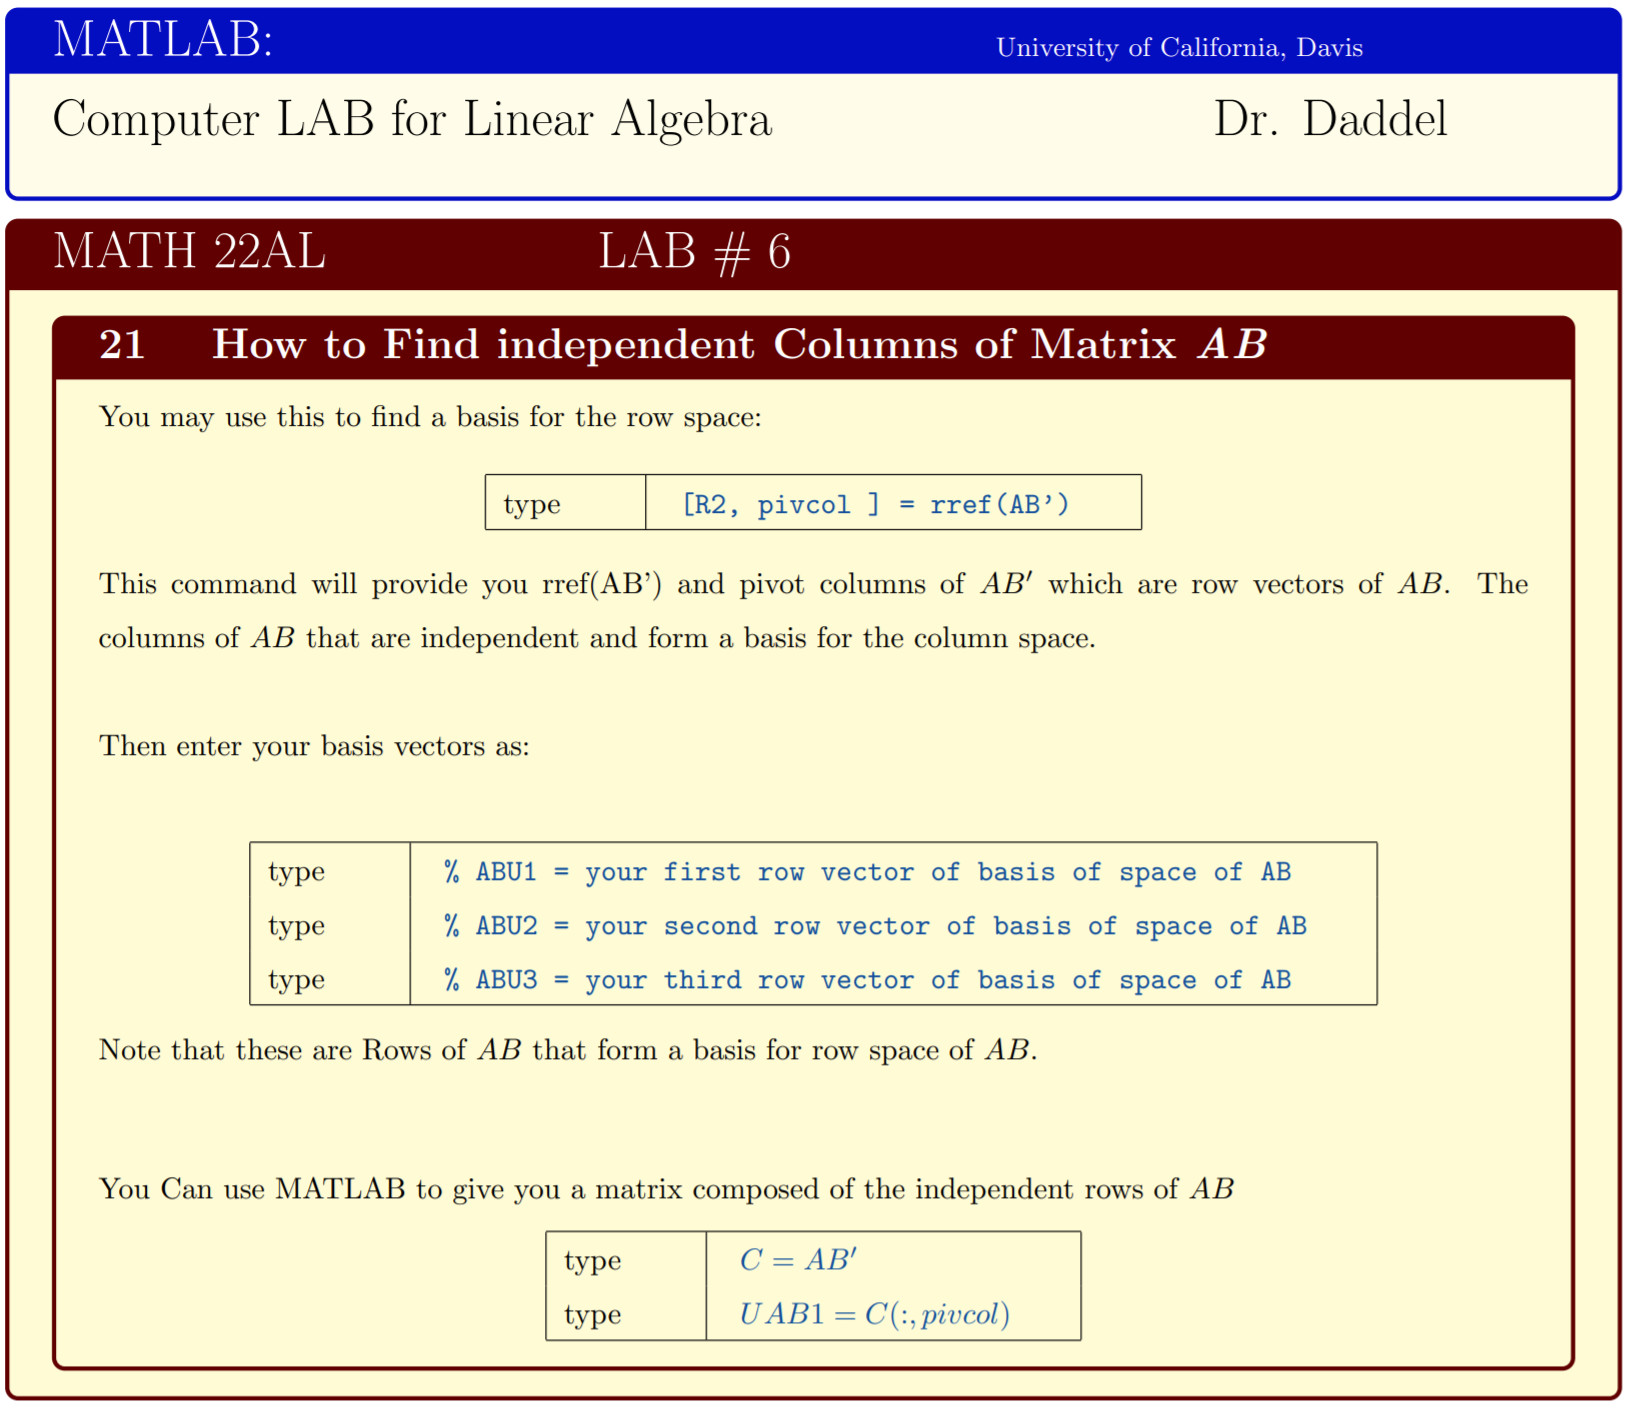 MATLAB: University of California, Davis
Computer LAB for Linear Algebra Dr. Daddel
MATH 22AL LAB # 6
21 How to Find independent Columns of Matrix AB
You may use this to find a basis for the row space:
type [R2, pivcol ] = rref(AB’)
This command will provide you rref(AB’) and pivot columns of AB′ which are row vectors of AB. The
columns of AB that are independent and form a basis for the column space.
Then enter your basis vectors as:
type % ABU1 = your first row vector of basis of space of AB
type % ABU2 = your second row vector of basis of space of AB
type % ABU3 = your third row vector of basis of space of AB
Note that these are Rows of AB that form a basis for row space of AB.
You Can use MATLAB to give you a matrix composed of the independent rows of AB
type C = AB′
type UAB1 = C(:, pivcol)